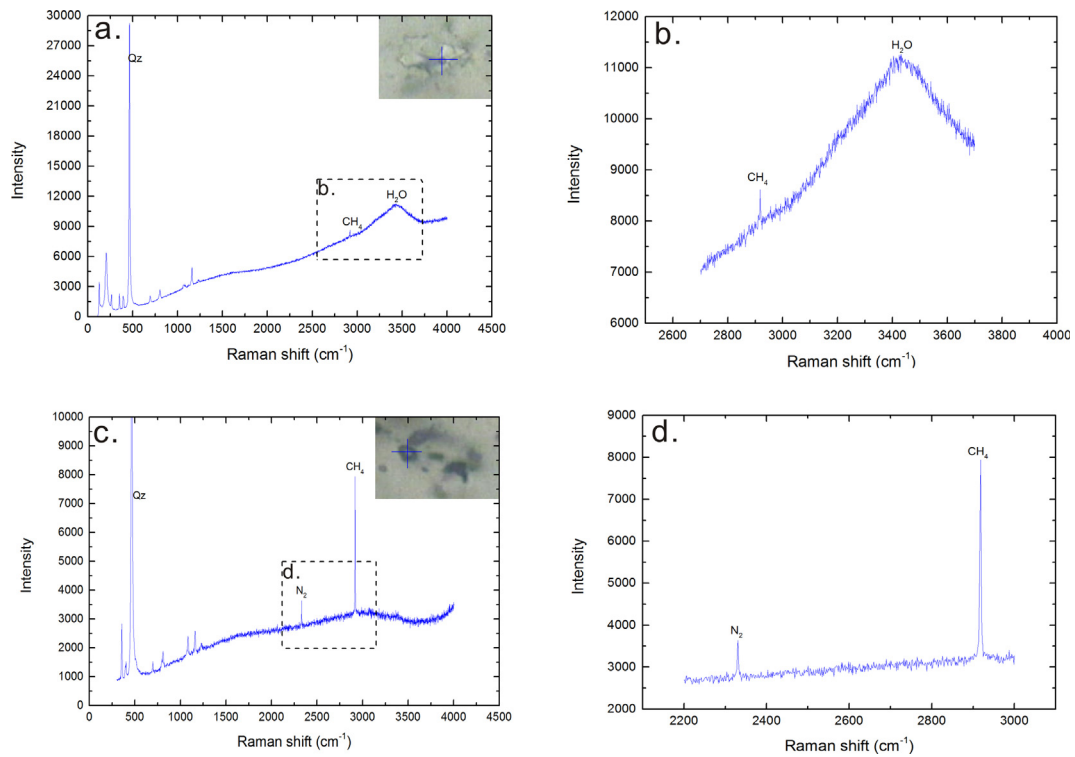 a.
30000
27000
24000
21000
18000
15000
12000
9000
6000
3000
0
Intensity
Qz
b.
CH₄
H₂O
0 500 1000 1500 2000 2500 3000 3500 4000 4500
Raman shift (cm⁻¹)
b.
12000
11000
10000
9000
8000
7000
6000
Intensity
CH₄
H₂O
2600 2800 3000 3200 3400 3600 3800 4000
Raman shift (cm⁻¹)
c.
10000
9000
8000
7000
6000
5000
4000
3000
2000
1000
0
Intensity
Qz
d.
N₂
CH₄
0 500 1000 1500 2000 2500 3000 3500 4000 4500
Raman shift (cm⁻¹)
d.
9000
8000
7000
6000
5000
4000
3000
2000
Intensity
N₂
CH₄
2200 2400 2600 2800 3000
Raman shift (cm⁻¹)